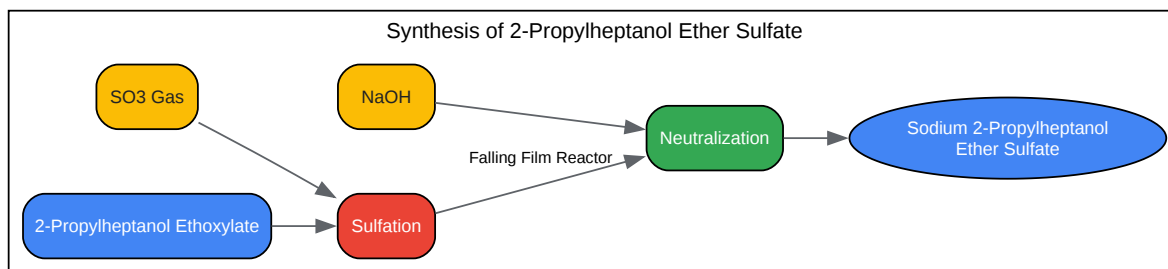 Synthesis of 2-Propylheptanol Ether Sulfate
SO3 Gas
NaOH
Neutralization
Sodium 2-Propylheptanol
Ether Sulfate
Falling Film Reactor
2-Propylheptanol Ethoxylate
Sulfation